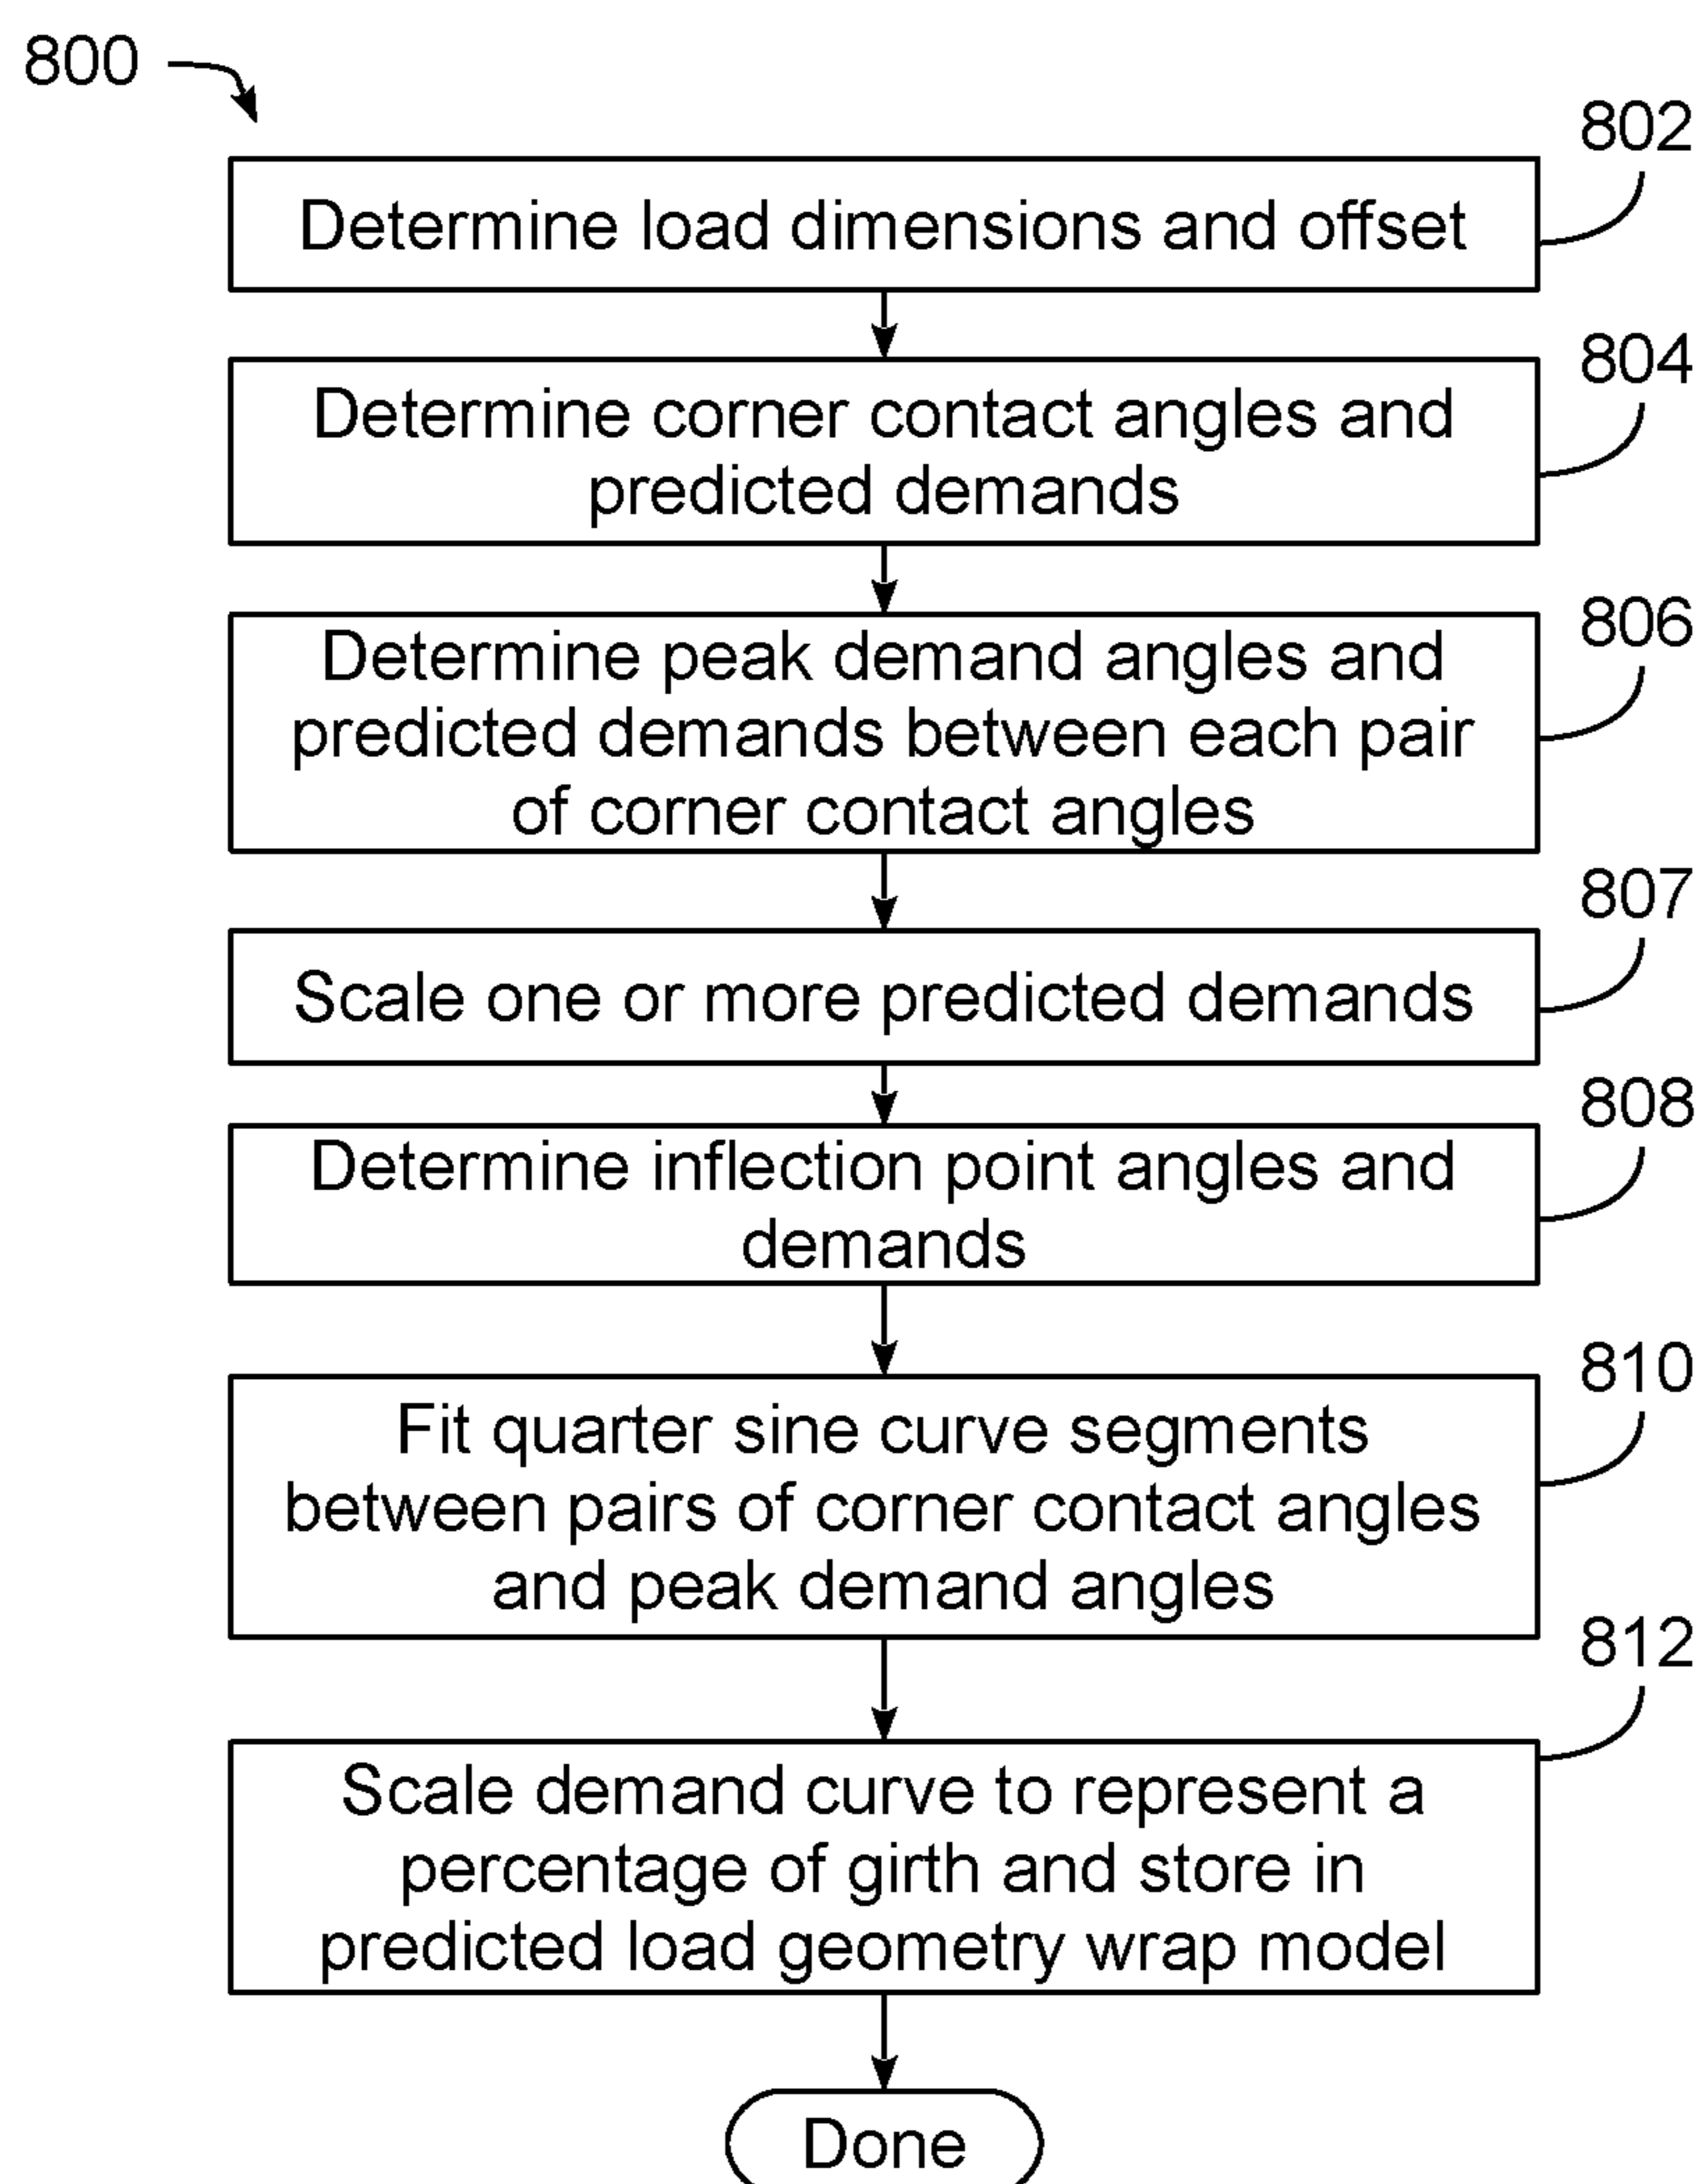 800
802
Determine load dimensions and offset
804
Determine corner contact angles and
predicted demands
806
Determine peak demand angles and
predicted demands between each pair
of corner contact angles
807
Scale one or more predicted demands
808
Determine inflection point angles and
demands
810
Fit quarter sine curve segments
between pairs of corner contact angles
and peak demand angles
812
Scale demand curve to represent a
percentage of girth and store in
predicted load geometry wrap model
Done